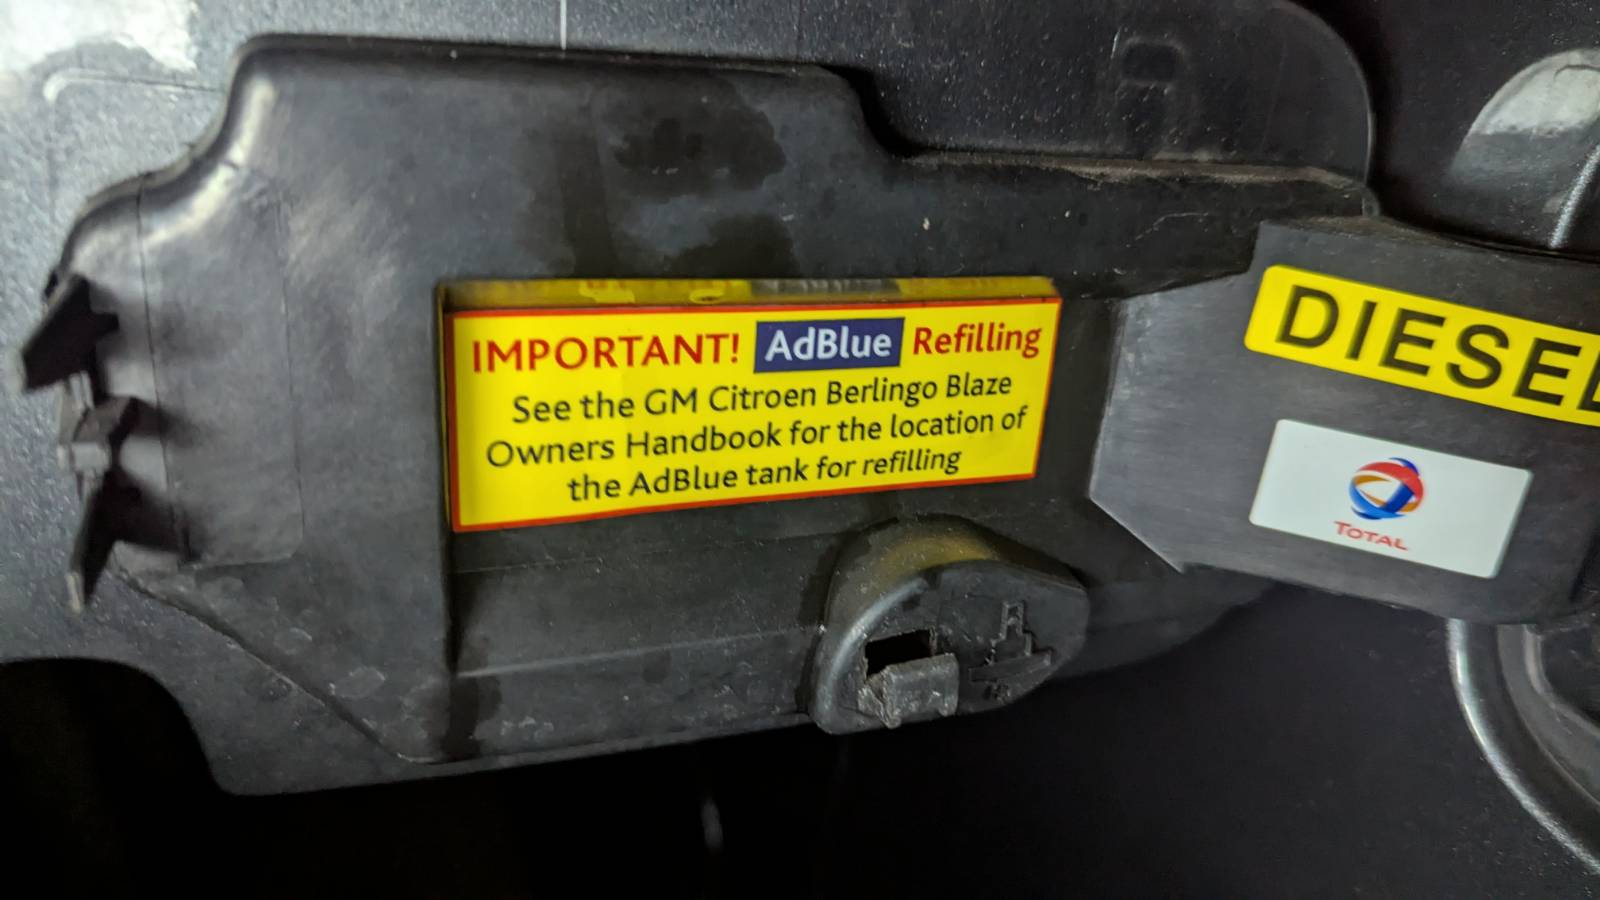 IMPORTANT! AdBlue Refilling
See the GM Citroen Berlingo Blaze
Owners Handbook for the location of
the AdBlue tank for refilling
DIESEL
TOTAL